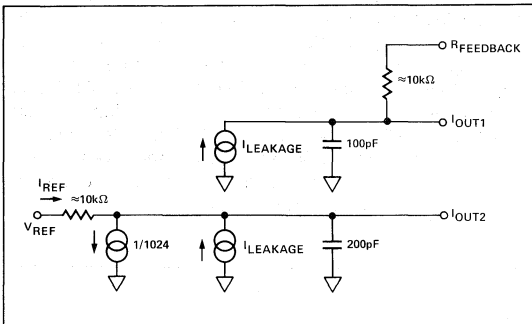 RFEEDBACK
≈10kΩ
IOUT1
ILEAKAGE
100pF
IREF
≈10kΩ
VREF
1/1024
ILEAKAGE
200pF
IOUT2